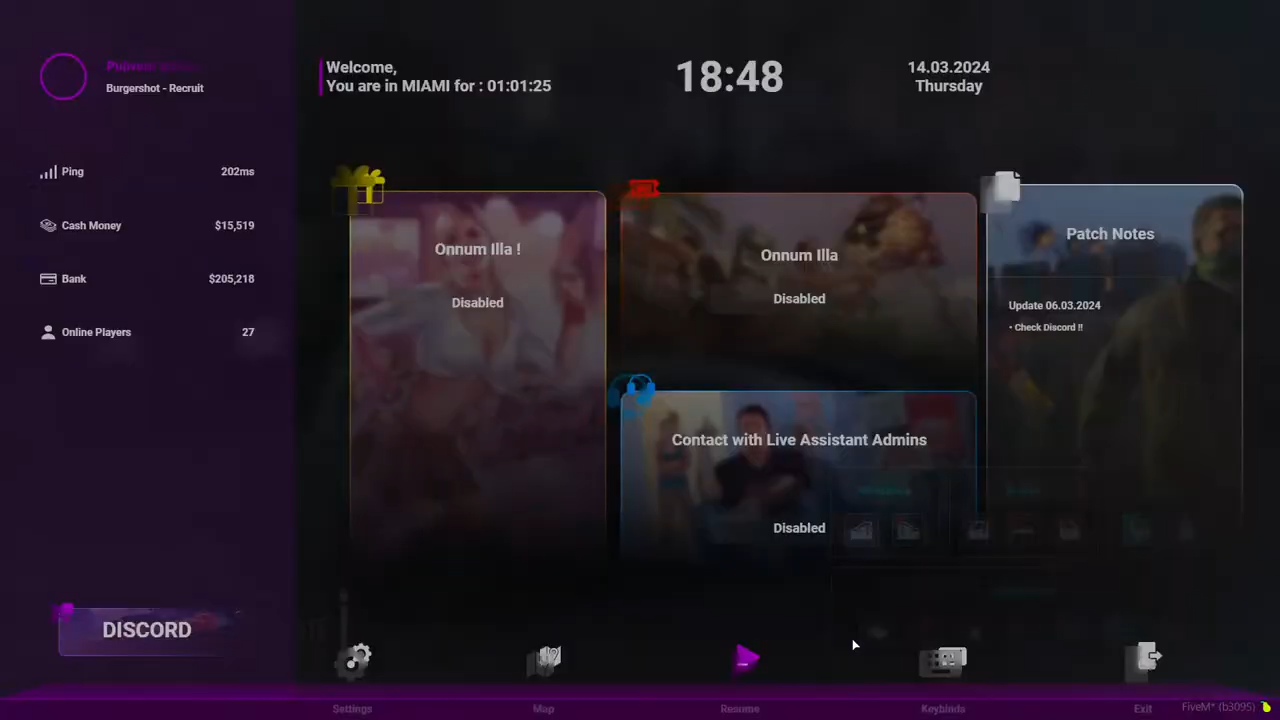 Burgershot - Recruit
Welcome,
You are in MIAMI for : 01:01:25
18:48
14.03.2024
Thursday
Ping 202ms
Cash Money $15,519
Bank $205,218
Online Players 27
Onnum Illa !
Disabled
Onnum Illa
Disabled
Contact with Live Assistant Admins
Disabled
Patch Notes
Update 06.03.2024
• Check Discord !!
DISCORD
Settings
Map
Resume
Keybinds
Exit
FiveM* (b3095)